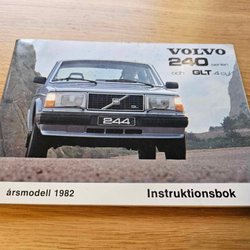 VOLVO
240 serien
och GLT 4-cyl
244
årsmodell 1982
Instruktionsbok